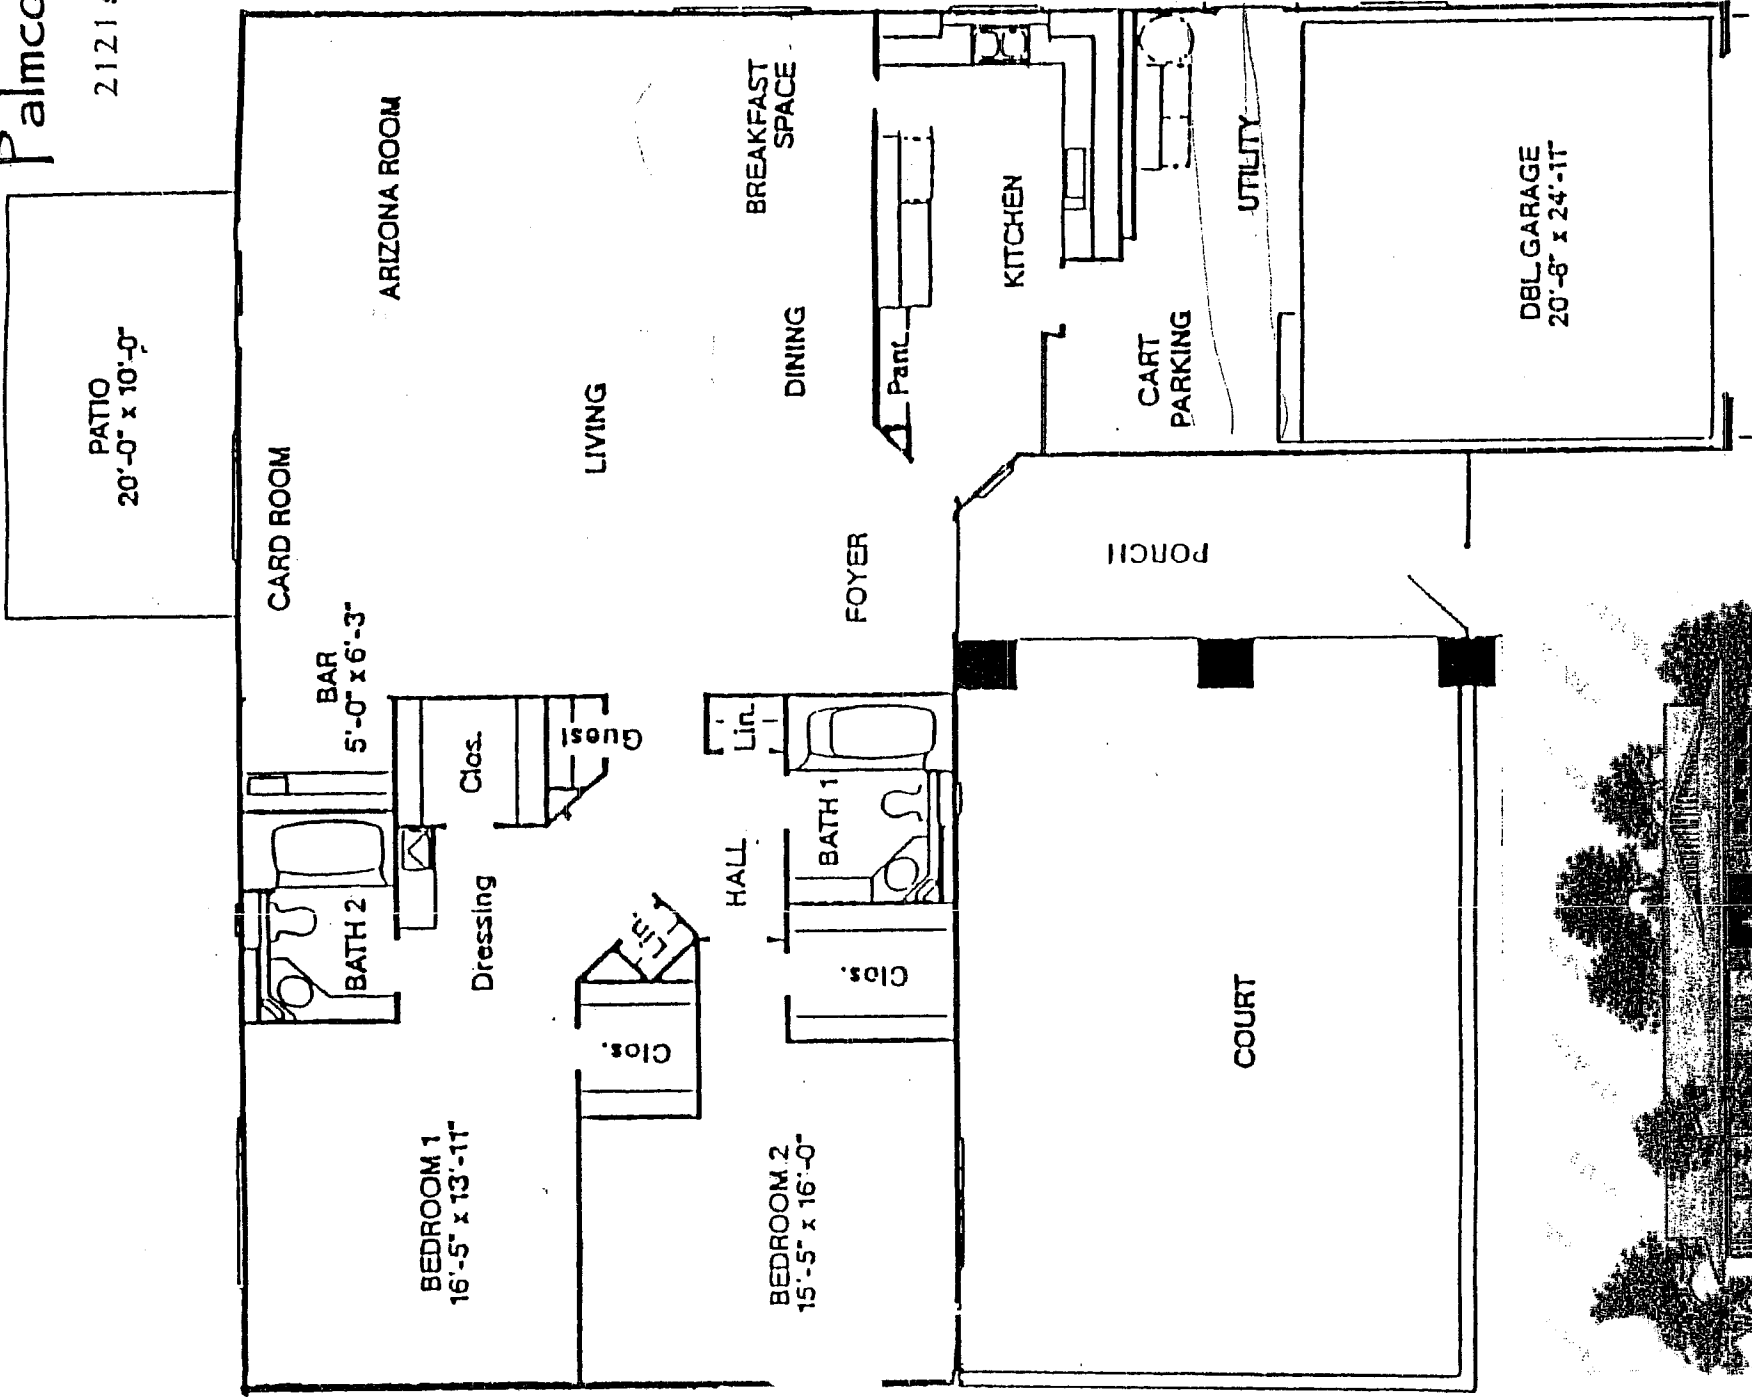 Palmco
2121
PATIO
20'-0" x 10'-0"
ARIZONA ROOM
CARD ROOM
BAR
5'-0" x 6'-3"
LIVING
BREAKFAST
SPACE
DINING
FOYER
Pant.
KITCHEN
CART
PARKING
UTILITY
DBL. GARAGE
20'-8" x 24'-11"
PORCH
Clos.
Guest
Lin.
BATH 1
HALL
BATH 2
Dressing
Lin.
Clos.
Clos.
BEDROOM 1
16'-5" x 13'-11"
BEDROOM 2
15'-5" x 16'-0"
COURT